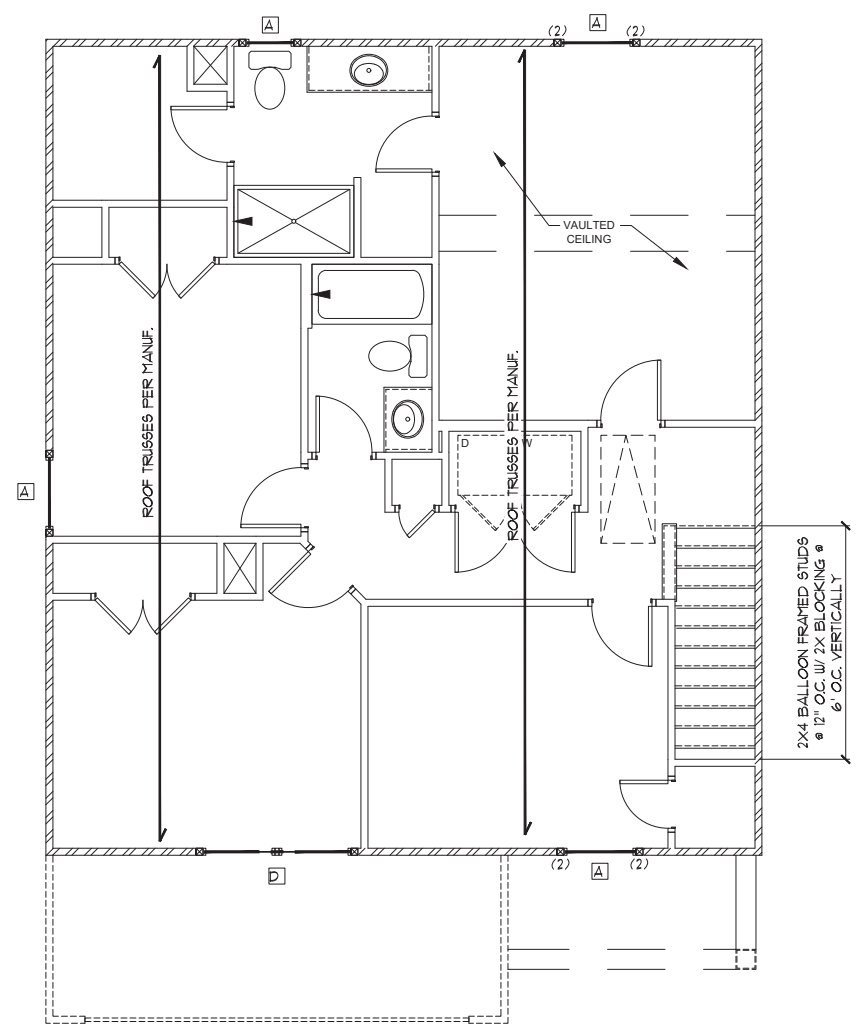 A
A
(2)
(2)
VAULTED
CEILING
ROOF TRUSSES PER MANUF.
ROOF TRUSSES PER MANUF.
D
W
A
2X4 BALLOON FRAMED STUDS
@ 12" O.C. W/ 2X BLOCKING @
6' O.C. VERTICALLY
(2)
(2)
A
D